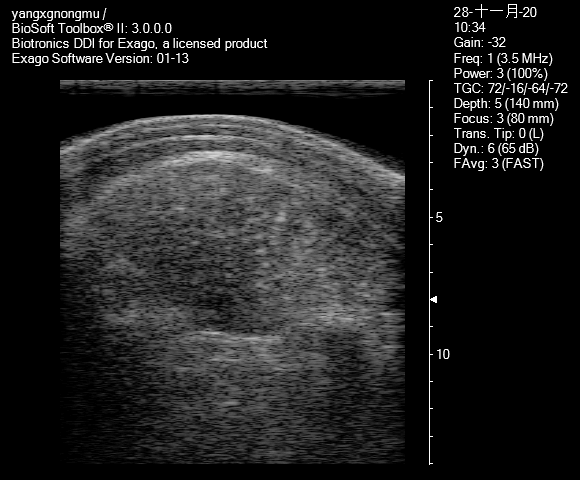 yangxgnongmu /
BioSoft Toolbox® II: 3.0.0.0
Biotronics DDI for Exago, a licensed product
Exago Software Version: 01-13
28-十一月-20
10:34
Gain: -32
Freq: 1 (3.5 MHz)
Power: 3 (100%)
TGC: 72/-16/-64/-72
Depth: 5 (140 mm)
Focus: 3 (80 mm)
Trans. Tip: 0 (L)
Dyn.: 6 (65 dB)
FAvg: 3 (FAST)
5
10